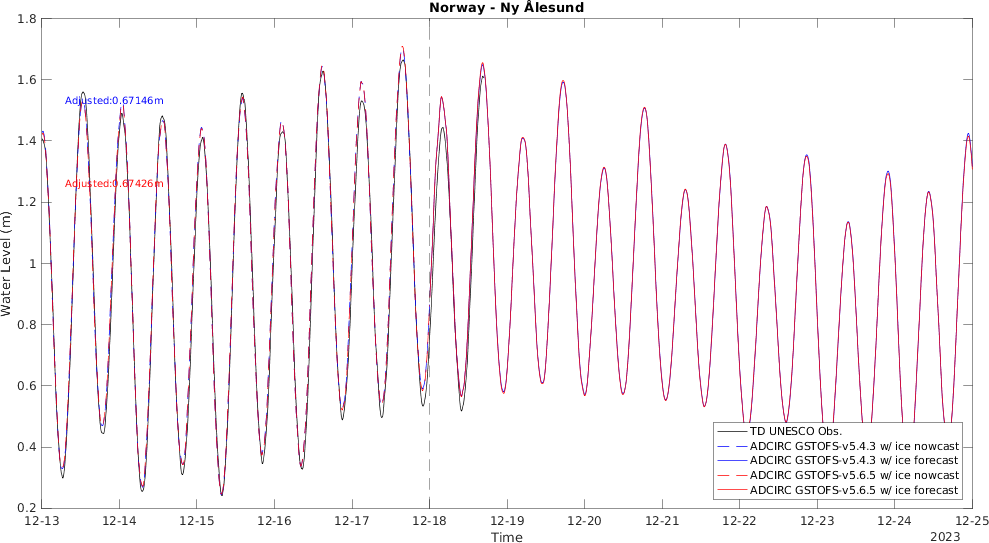 Norway - Ny Ålesund
1.8
1.6
1.4
1.2
1
0.8
0.6
0.4
0.2
Water Level (m)
Adjusted:0.67146m
Adjusted:0.67426m
TD UNESCO Obs.
ADCIRC GSTOFS-v5.4.3 w/ ice nowcast
ADCIRC GSTOFS-v5.4.3 w/ ice forecast
ADCIRC GSTOFS-v5.6.5 w/ ice nowcast
ADCIRC GSTOFS-v5.6.5 w/ ice forecast
12-13 12-14 12-15 12-16 12-17 12-18 12-19 12-20 12-21 12-22 12-23 12-24 12-25
Time
2023